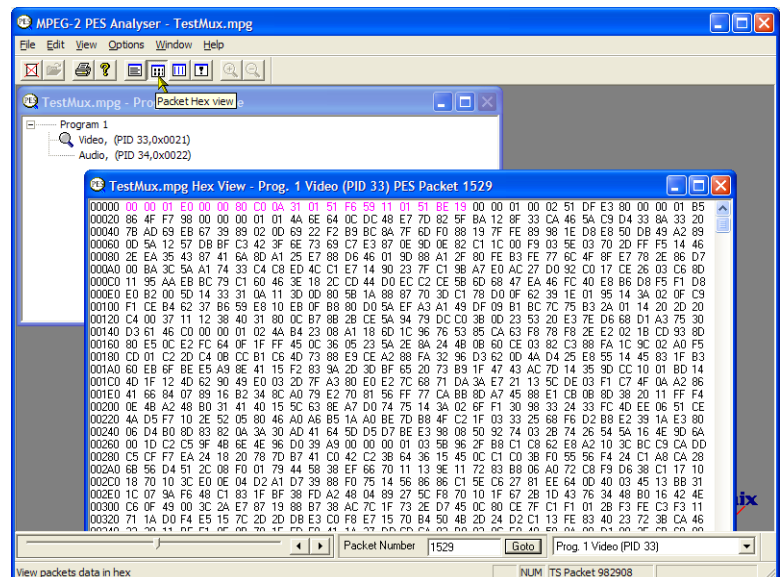 MPEG-2 PES Analyser - TestMux.mpg
File Edit View Options Window Help
TestMux.mpg - Pro
Packet Hex view
e
Program 1
Video, (PID 33,0x0021)
Audio, (PID 34,0x0022)
TestMux.mpg Hex View - Prog. 1 Video (PID 33) PES Packet 1529
00000 00 00 01 E0 00 00 80 C0 0A 31 01 51 F6 59 11 01 51 BE 19 00 00 01 00 02 51 DF E3 80 00 00 01 B5
00020 86 4F F7 98 00 00 00 01 01 4A 6E 64 0C DC 48 E7 7D 82 5F BA 12 8F 33 CA 46 5A C9 D4 33 8A 33 20
00040 7B AD 69 EB 67 39 89 02 0D 69 22 F2 B9 BC 8A 7F 6D F0 88 19 7F FE 89 98 1E D8 E8 50 DB 49 A2 89
00060 0D 5A 12 57 DB BF C3 42 3F 6E 73 69 C7 E3 87 0E 9D 0E 82 C1 1C 00 F9 03 5E 03 70 2D FF F5 14 46
00080 2E EA 35 43 87 41 6A 8D A1 25 E7 88 D6 46 01 9D 88 A1 2F 80 FE B3 FE 77 6C 4F 8F E7 78 2E 86 D7
000A0 00 BA 3C 5A A1 74 33 C4 C8 ED 4C C1 E7 14 90 23 7F C1 9B A7 E0 AC 27 D0 92 C0 17 CE 26 03 C6 8D
000C0 11 95 AA EB BC 79 C1 60 46 3E 18 2C CD 44 D0 EC C2 CE 5B 6D 68 47 EA 46 FC 40 E8 B6 D8 F5 F1 D8
000E0 E0 B2 00 5D 14 33 31 0A 11 3D 0D 80 5B 1A 88 87 70 3D C1 78 D0 0F 62 39 1E 01 95 14 3A 02 0F C9
00100 F1 CE B4 62 37 B6 59 E8 10 EB 0F B8 80 D0 5A EF A3 A1 49 DF 09 B1 BC 7C 75 B3 2A 01 14 20 2D 20
00120 C4 00 37 11 12 38 40 31 80 0C B7 8B 2B CE 5A 94 79 DC C0 3B 0D 23 53 20 E3 7E D6 68 D1 A3 75 30
00140 D3 61 46 C0 00 00 01 02 4A B4 23 08 A1 18 6D 1C 96 76 53 85 CA 63 F8 78 F8 2E E2 02 1B CD 93 8D
00160 80 E5 0C E2 FC 64 0F 1F FF 45 0C 36 05 23 5A 2E 8A 24 4B 0B 60 CE 03 82 C3 88 FA 1C 9C 02 A0 F5
00180 CD 01 C2 2D C4 0B CC B1 C6 4D 73 88 E9 CE A2 88 FA 32 96 D3 62 0D 4A D4 25 E8 55 14 45 83 1F B3
001A0 60 EB 6F BE E5 A9 8E 41 15 F2 83 9A 2D 3D BF 65 20 73 B9 1F 47 43 AC 7D 14 35 9D CC 10 01 BD 14
001C0 4D 1F 12 4D 62 90 49 E0 03 2D 7F A3 80 E0 E2 7C 68 71 DA 3A E7 21 13 5C DE 03 F1 C7 4F 0A A2 86
001E0 41 66 84 07 89 16 B2 34 8C A0 79 E2 70 81 56 FF 77 CA BB 8D A7 45 88 E1 CB 0B 8D 38 20 11 FF F4
00200 0E 4B A2 48 B0 31 41 40 15 5C 63 8E A7 D0 74 75 14 3A 02 6F F1 30 98 33 24 33 FC 4D EE 06 51 CE
00220 4A D5 F7 10 2E 52 05 80 46 A0 A6 B5 1A A0 BE 7D B8 4F C2 1F 03 33 25 68 F6 D2 B8 E2 39 1A E3 80
00240 06 D4 B0 8D 83 82 0A 3A 30 AD 41 64 5D D5 D7 BE E3 98 08 50 92 74 03 2B 74 26 54 5A 16 4E 9D 6A
00260 00 1D C2 C5 9F 4B 6E 4E 96 D0 39 A9 00 00 00 01 03 5B 96 2F B8 C1 C8 62 E8 A2 10 3C BC C9 CA DD
00280 C5 CF F7 EA 24 18 20 78 7D B7 41 C0 42 C2 3B 64 36 15 45 0C C1 C0 3B F0 55 56 F4 24 C1 A8 CA 28
002A0 6B 56 D4 51 2C 08 F0 01 79 44 58 38 EF 66 70 11 13 9E 11 72 83 B8 06 A0 72 C8 F9 D6 38 C1 17 10
002C0 18 70 10 3C E0 0E 04 D2 A1 D7 39 88 F0 75 14 56 86 86 C1 5E C6 27 81 EE 64 0D 40 03 45 13 BB 31
002E0 1C 07 9A F6 48 C1 83 1F BF 38 FD A2 48 04 89 27 5C F8 70 10 1F 67 2B 1D 43 76 34 48 B0 16 42 4E
00300 C6 0F 49 00 3C 2A E7 87 19 88 B7 38 AC 7C 1F 73 2E D7 45 0C 80 CE 7F C1 F1 01 2B F3 FE C3 F3 11
00320 71 1A D0 F4 E5 15 7C 2D 2D DB E3 C0 F8 E7 15 70 B4 50 4B 2D 24 D2 C1 13 FE 83 40 23 72 3B CA 46
ix
Packet Number 1529 Goto Prog. 1 Video (PID 33)
View packets data in hex NUM TS Packet 982908